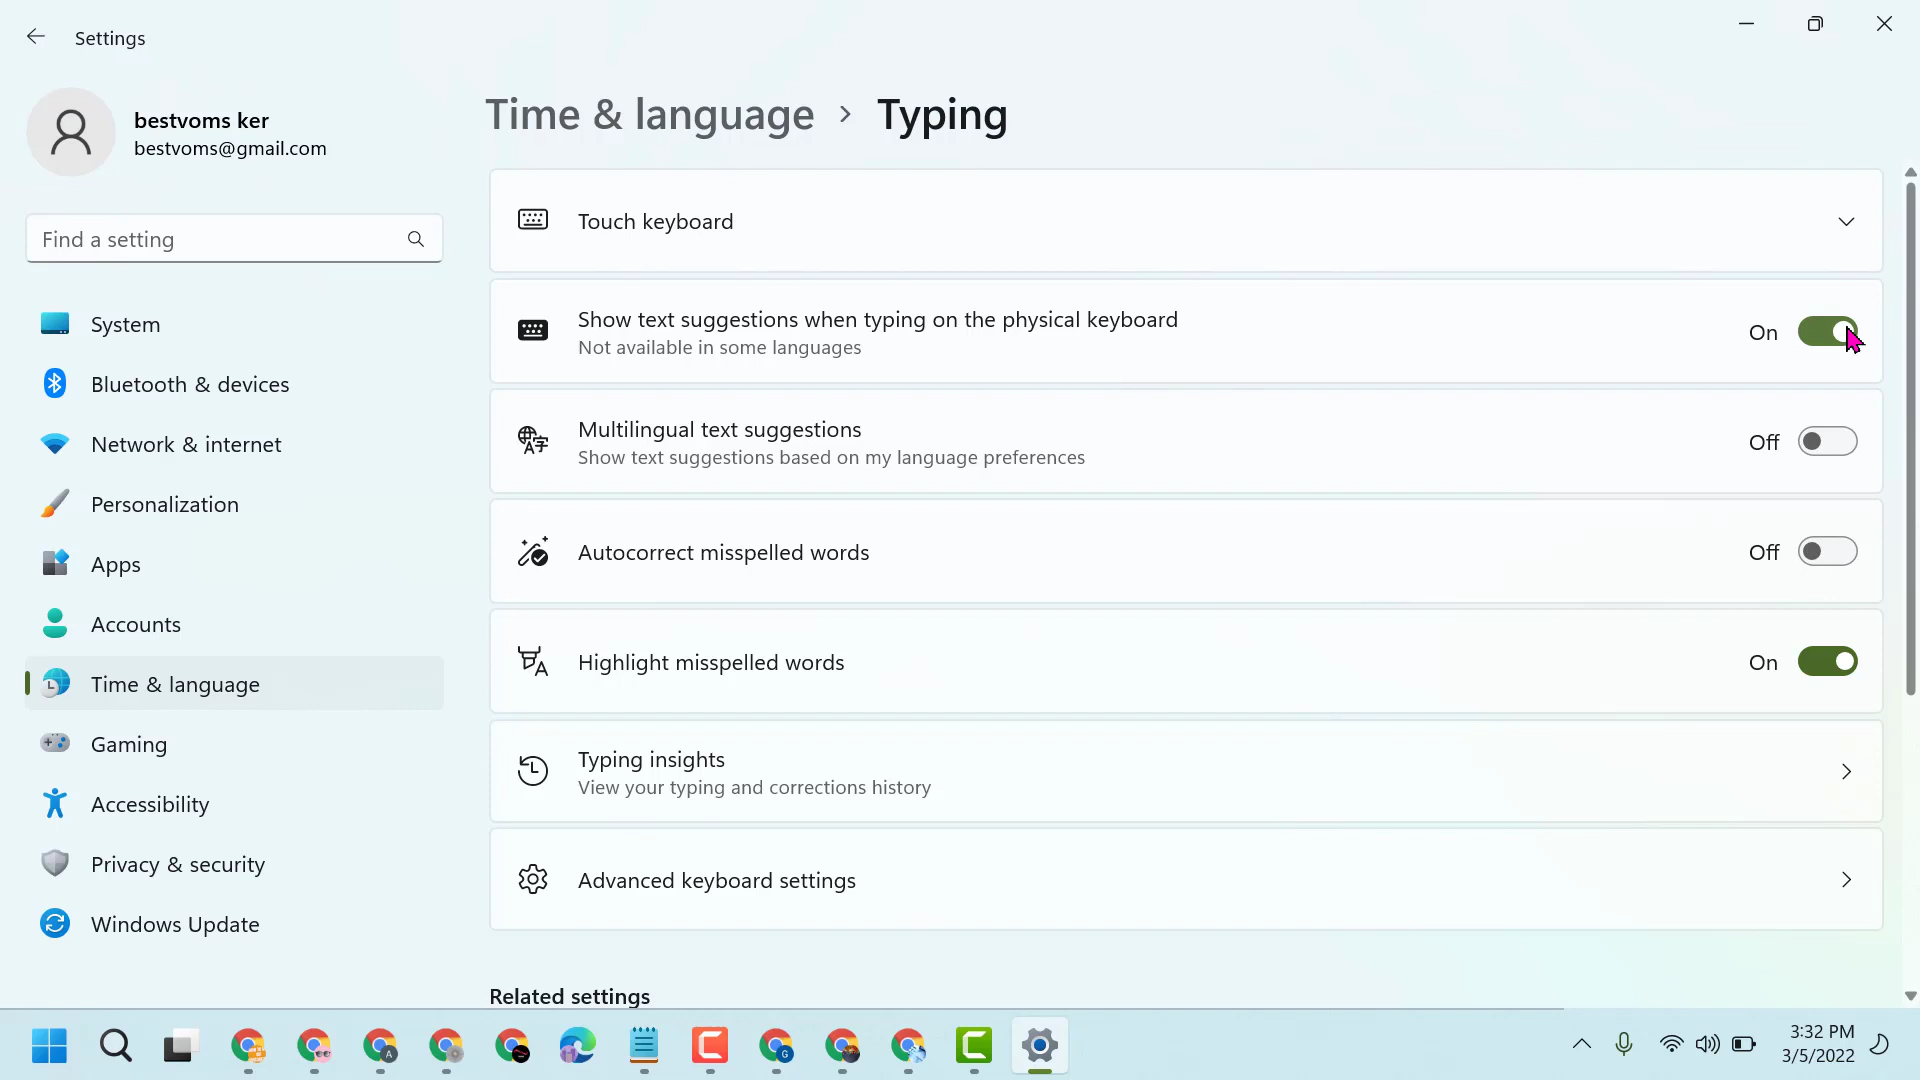 Settings
bestvoms ker
bestvoms@gmail.com
Find a setting
System
Bluetooth & devices
Network & internet
Personalization
Apps
Accounts
Time & language
Gaming
Accessibility
Privacy & security
Windows Update
Time & language > Typing
Touch keyboard
Show text suggestions when typing on the physical keyboard
Not available in some languages
On
Multilingual text suggestions
Show text suggestions based on my language preferences
Off
Autocorrect misspelled words
Off
Highlight misspelled words
On
Typing insights
View your typing and corrections history
Advanced keyboard settings
Related settings
3:32 PM
3/5/2022